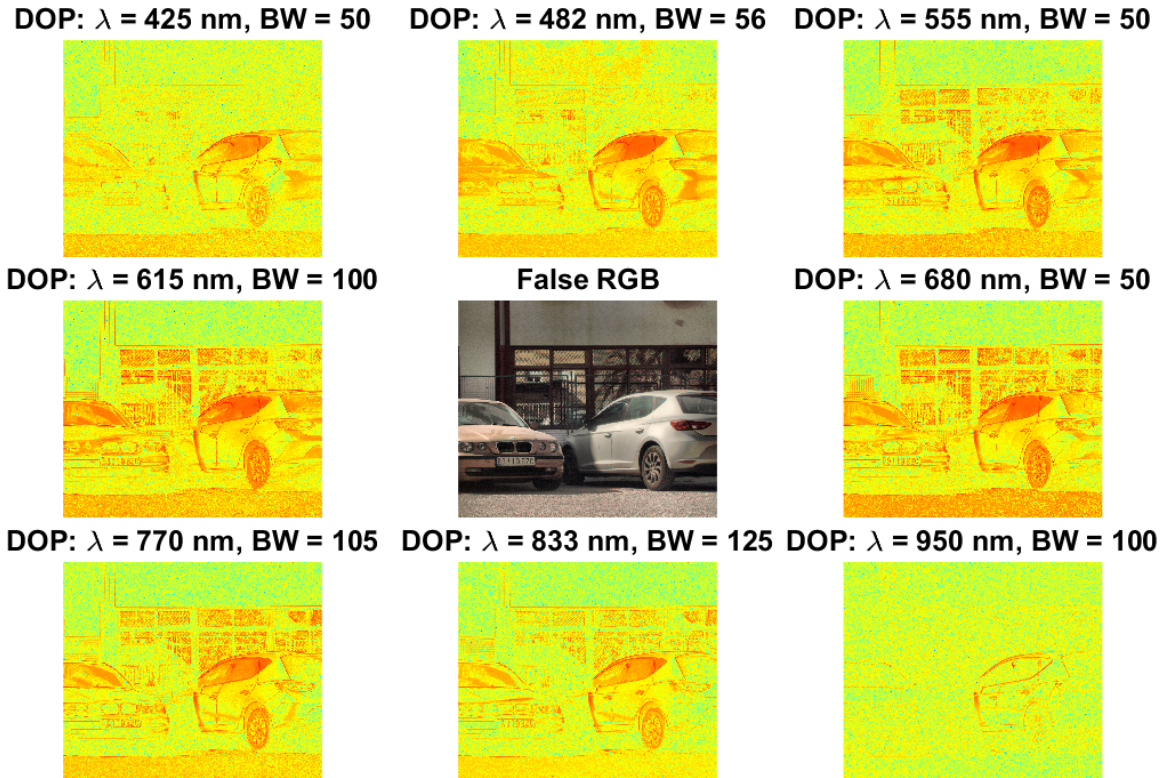 DOP: λ = 425 nm, BW = 50
DOP: λ = 482 nm, BW = 56
DOP: λ = 555 nm, BW = 50
DOP: λ = 615 nm, BW = 100
False RGB
DOP: λ = 680 nm, BW = 50
DOP: λ = 770 nm, BW = 105
DOP: λ = 833 nm, BW = 125
DOP: λ = 950 nm, BW = 100